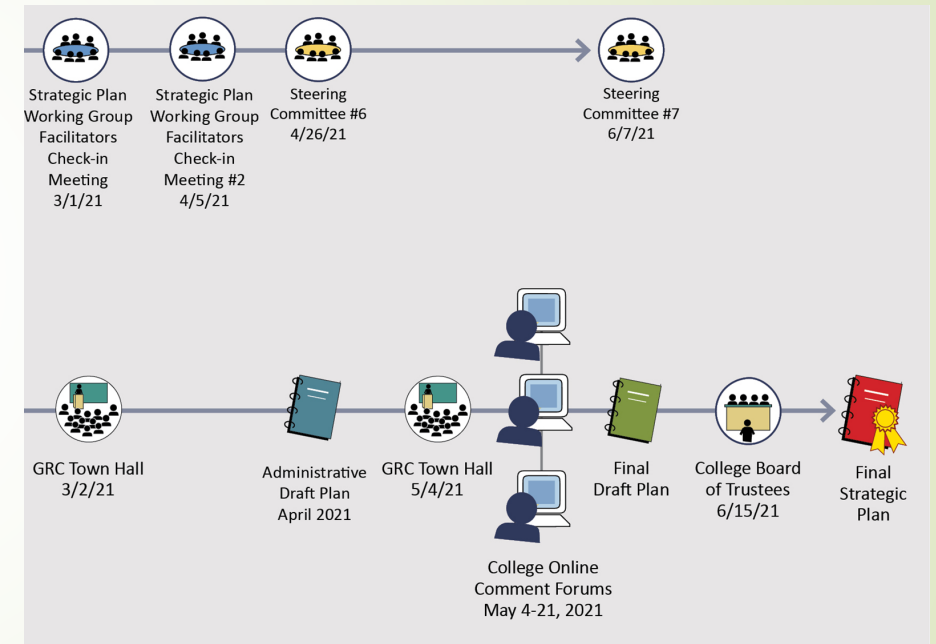 Strategic Plan
Working Group
Facilitators
Check-in
Meeting
3/1/21
Strategic Plan
Working Group
Facilitators
Check-in
Meeting #2
4/5/21
Steering
Committee #6
4/26/21
Steering
Committee #7
6/7/21
GRC Town Hall
3/2/21
Administrative
Draft Plan
April 2021
GRC Town Hall
5/4/21
College Online
Comment Forums
May 4-21, 2021
Final
Draft Plan
College Board
of Trustees
6/15/21
Final
Strategic
Plan